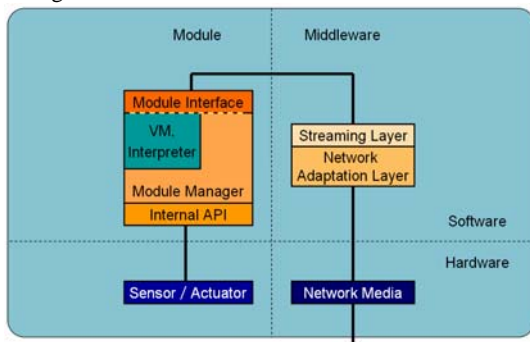 Module
Middleware
Module Interface
VM,
Interpreter
Module Manager
Internal API
Streaming Layer
Network
Adaptation Layer
Software
Hardware
Sensor / Actuator
Network Media